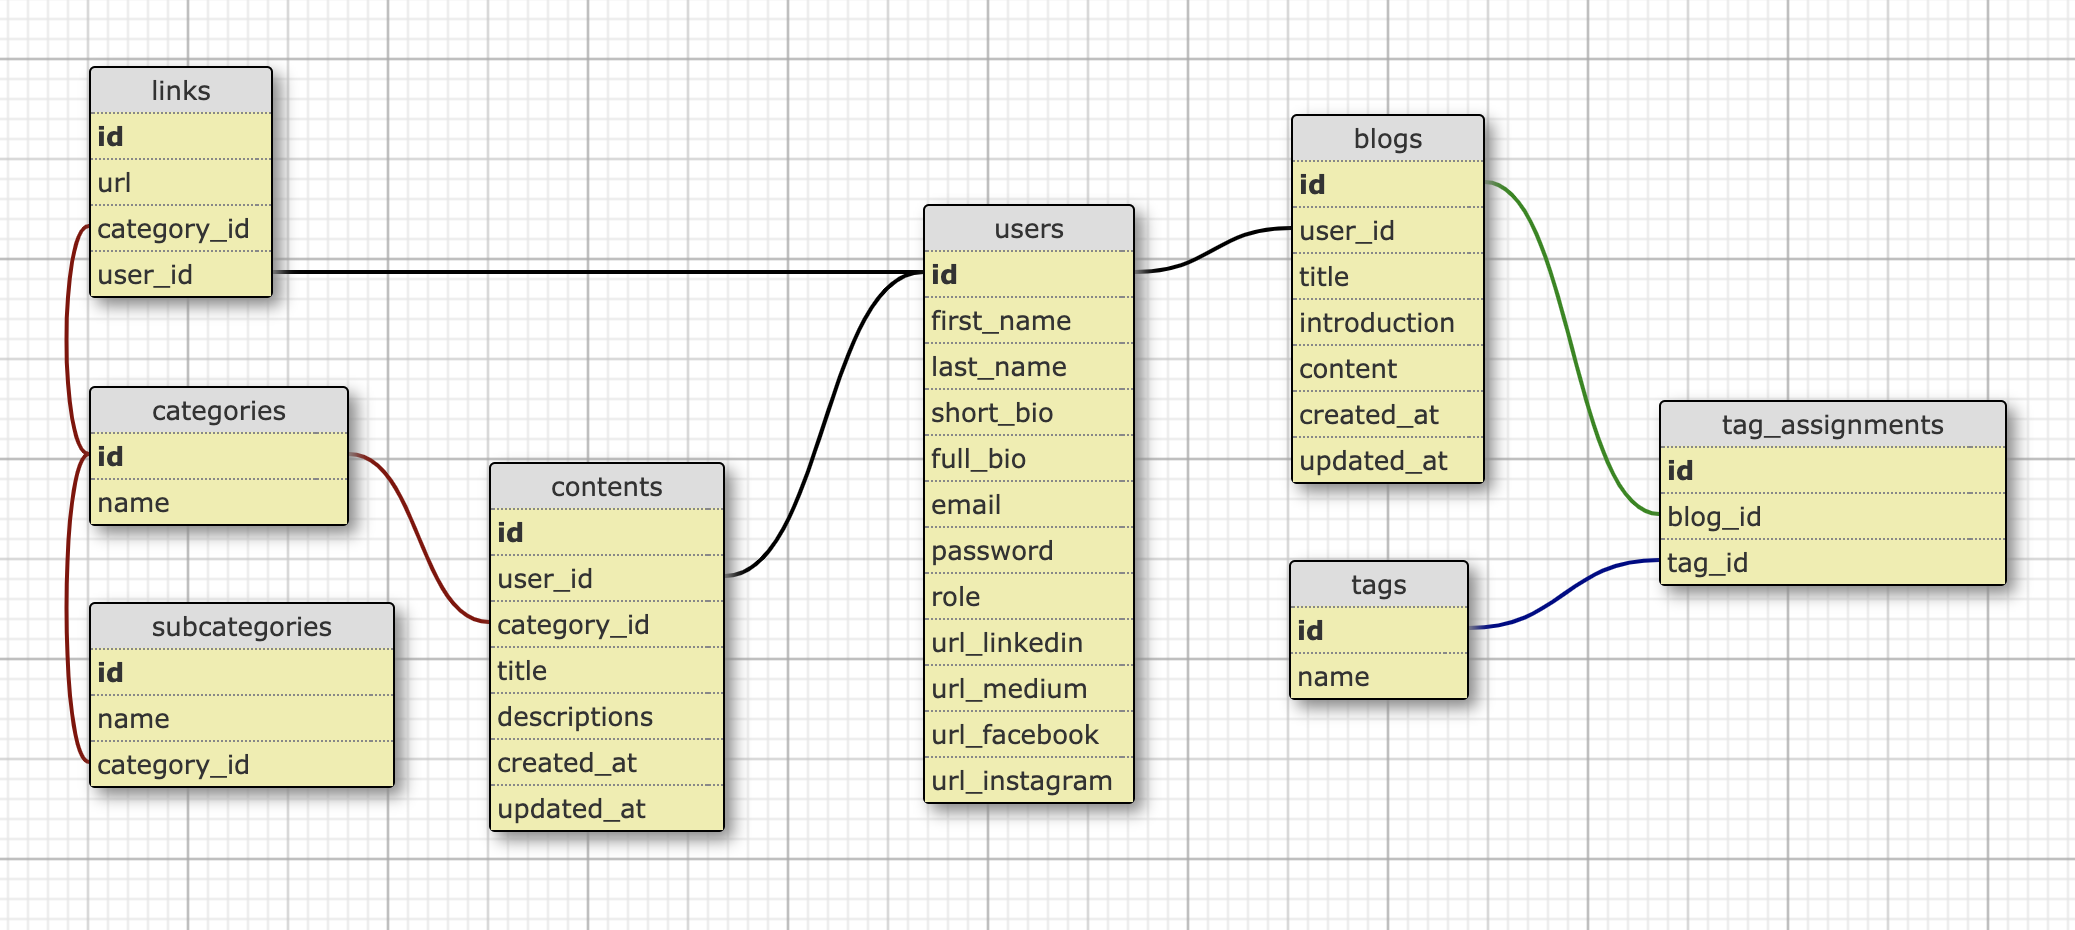 links
id
url
category_id
user_id
categories
id
name
subcategories
id
name
category_id
contents
id
user_id
category_id
title
descriptions
created_at
updated_at
users
id
first_name
last_name
short_bio
full_bio
email
password
role
url_linkedin
url_medium
url_facebook
url_instagram
blogs
id
user_id
title
introduction
content
created_at
updated_at
tags
id
name
tag_assignments
id
blog_id
tag_id